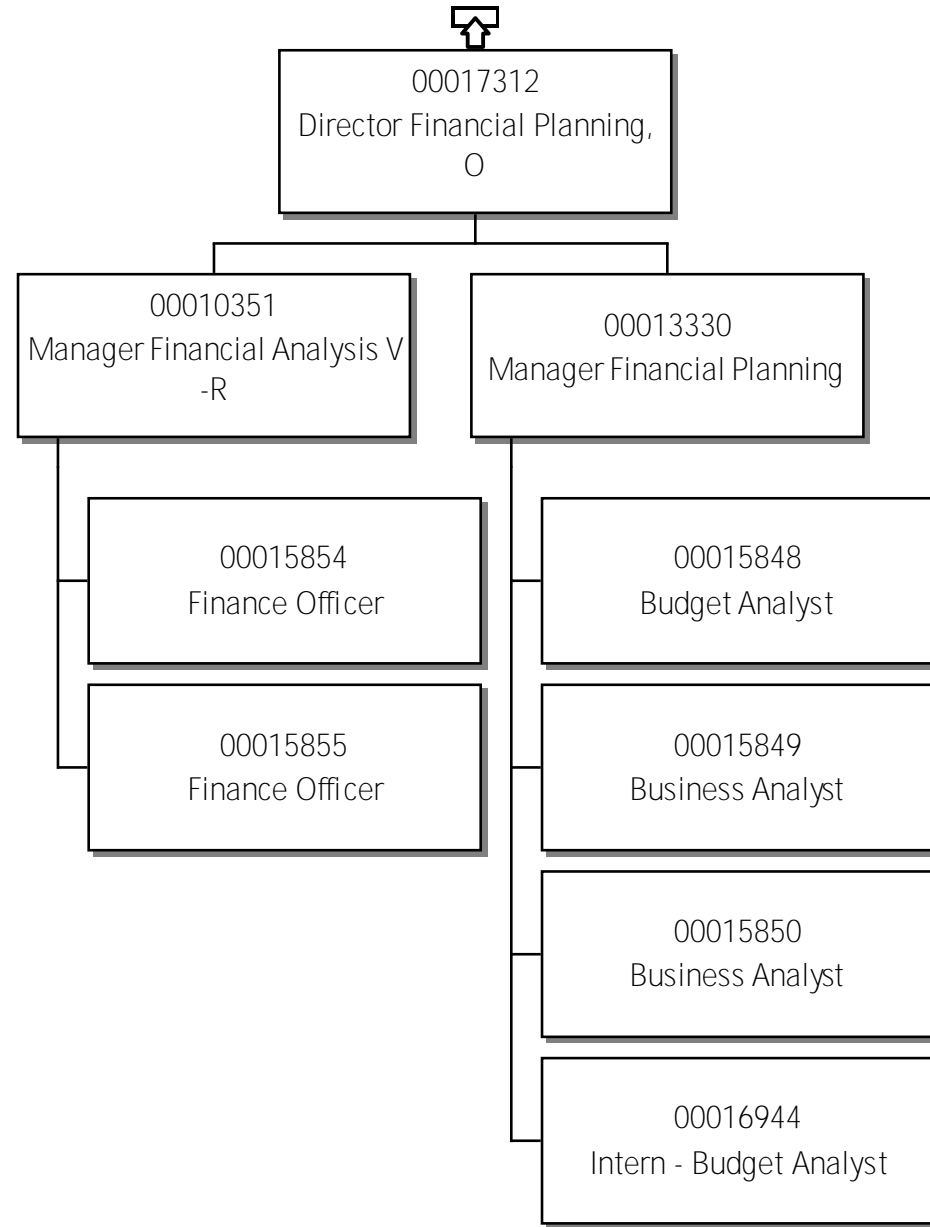 00017312
Director Financial Planning,
O
00010351
Manager Financial Analysis V
-R
00013330
Manager Financial Planning
00015854
Finance Officer
00015855
Finance Officer
00015848
Budget Analyst
00015849
Business Analyst
00015850
Business Analyst
00016944
Intern - Budget Analyst